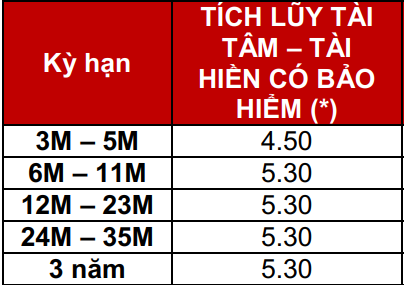 Kỳ hạn
TÍCH LŨY TÀI
TÂM – TÀI
HIỀN CÓ BẢO
HIỂM (*)
3M – 5M 4.50
6M – 11M 5.30
12M – 23M 5.30
24M – 35M 5.30
3 năm 5.30